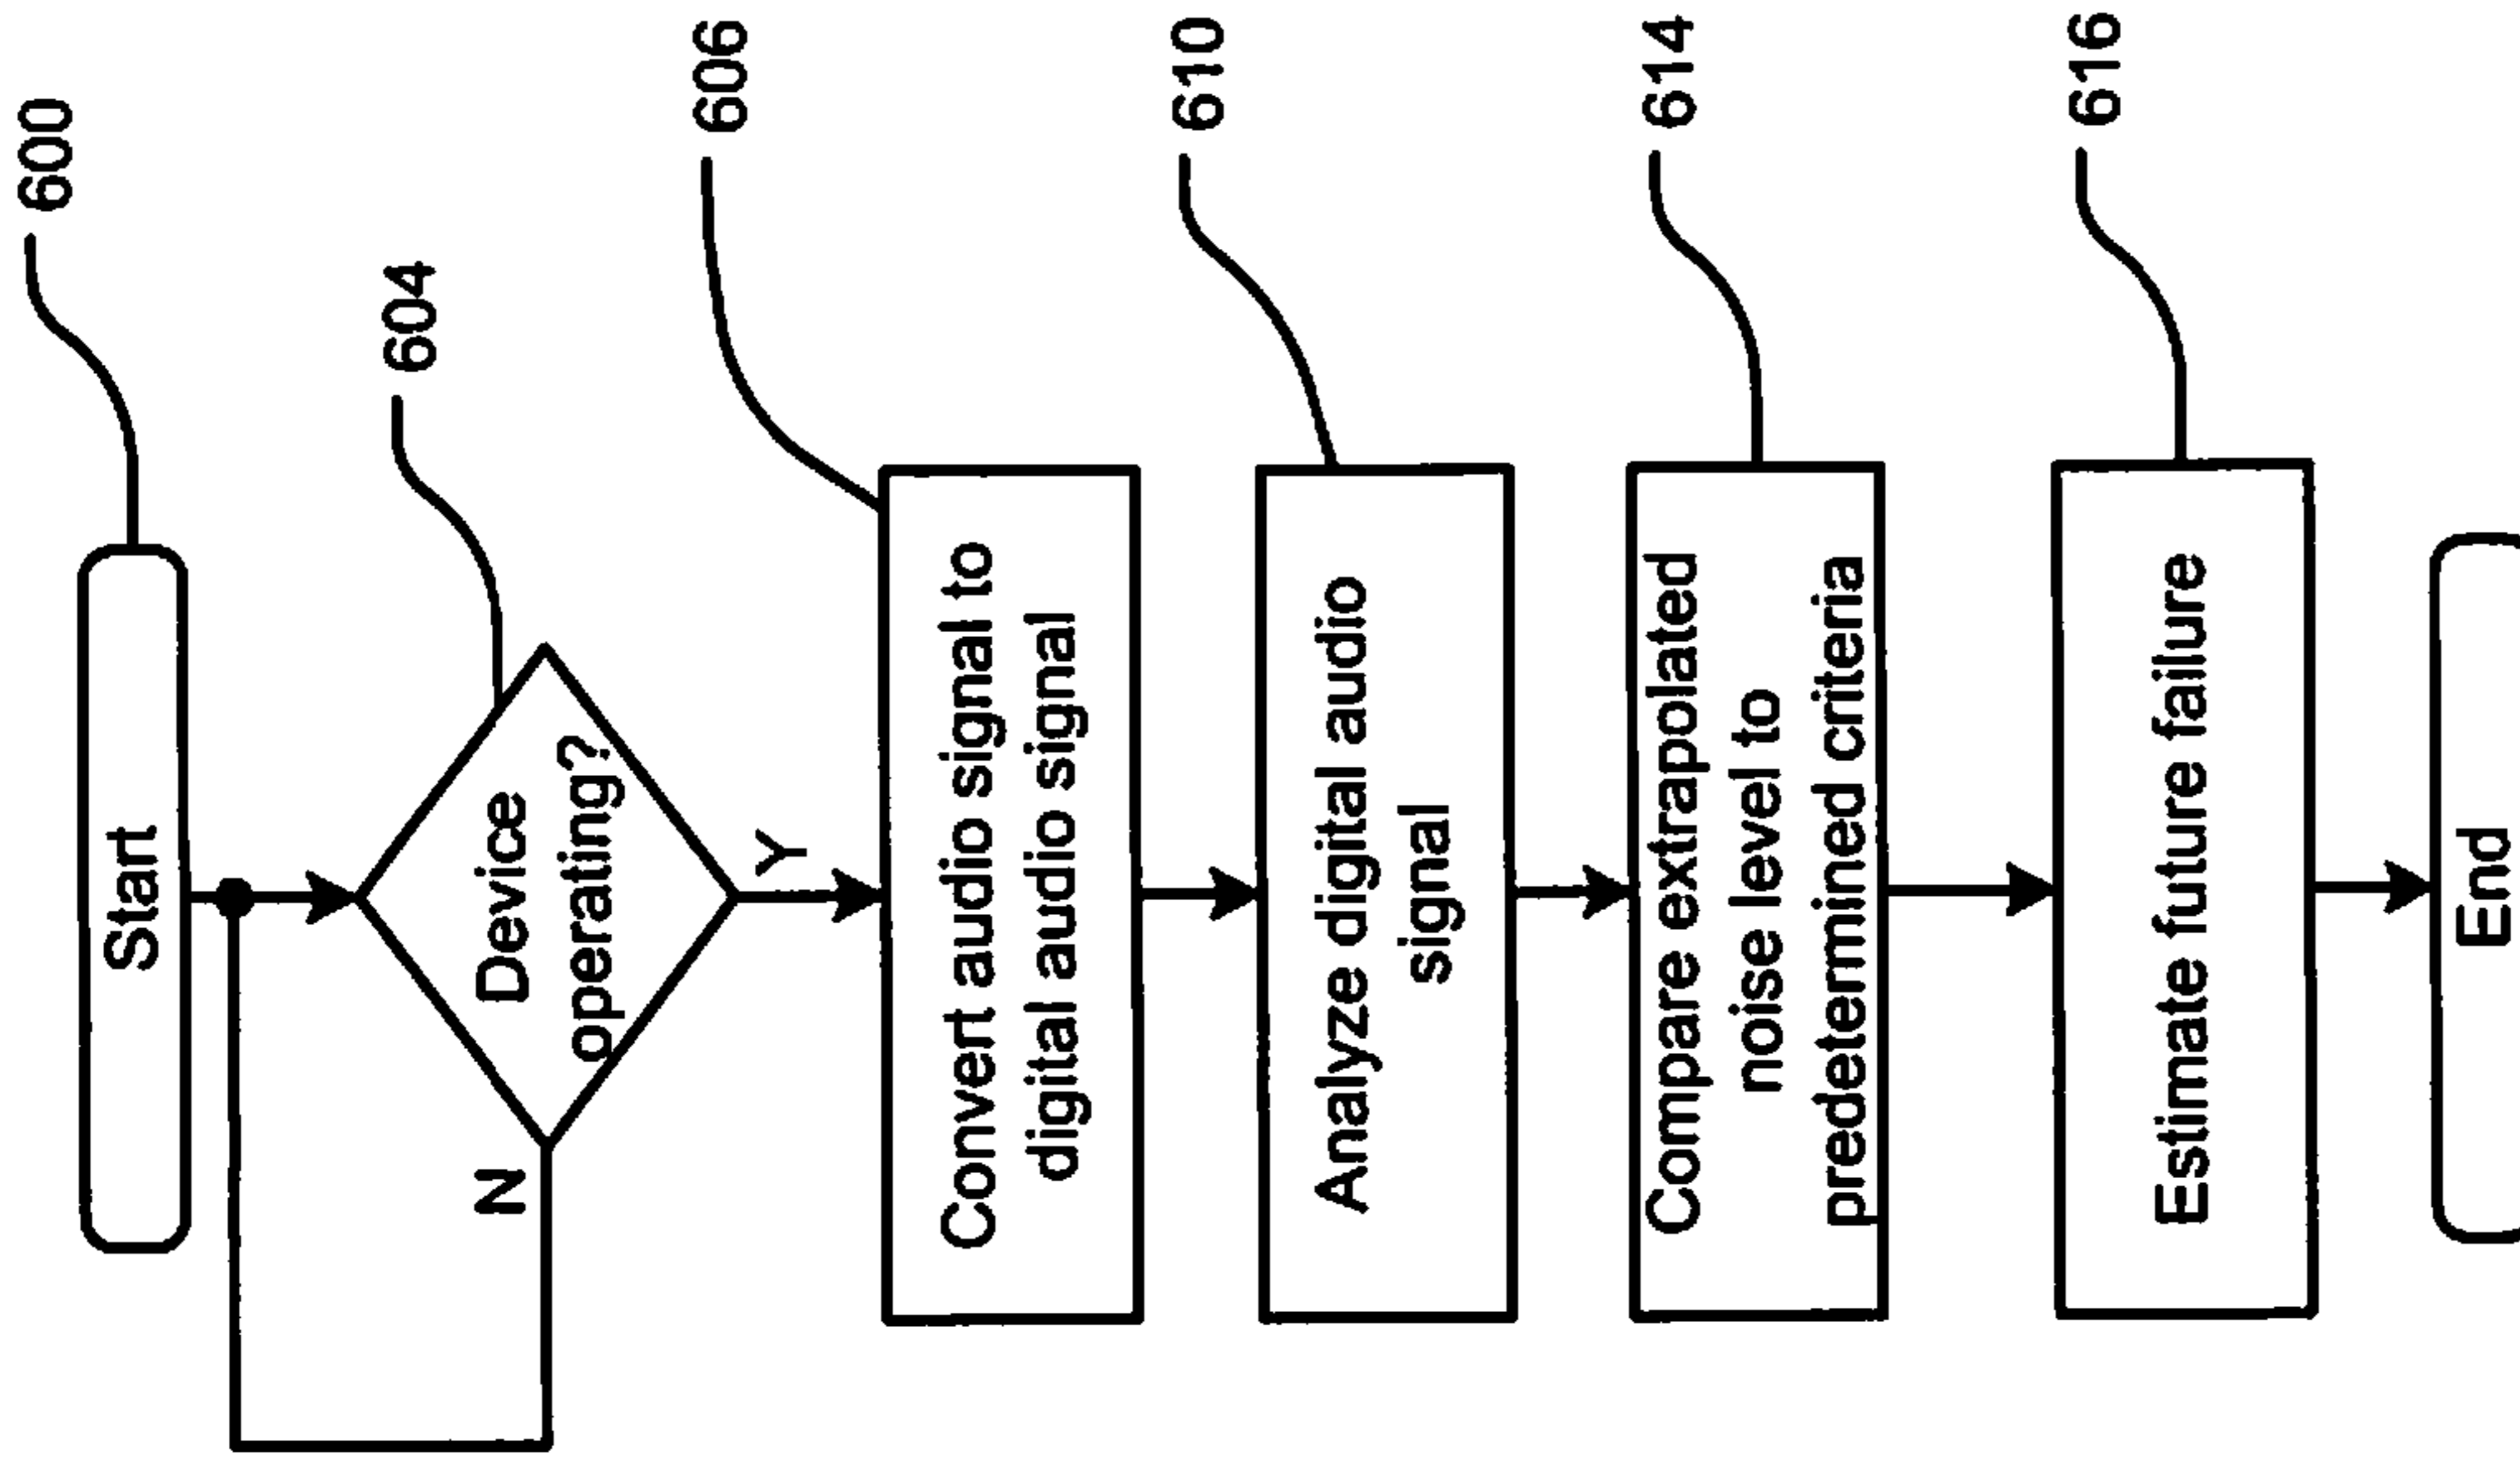 Start
600
Device
operating?
604
N
Y
Convert audio signal to
digital audio signal
606
Analyze digital audio
signal
610
Compare extrapolated
noise level to
predetermined criteria
614
Estimate future failure
616
End